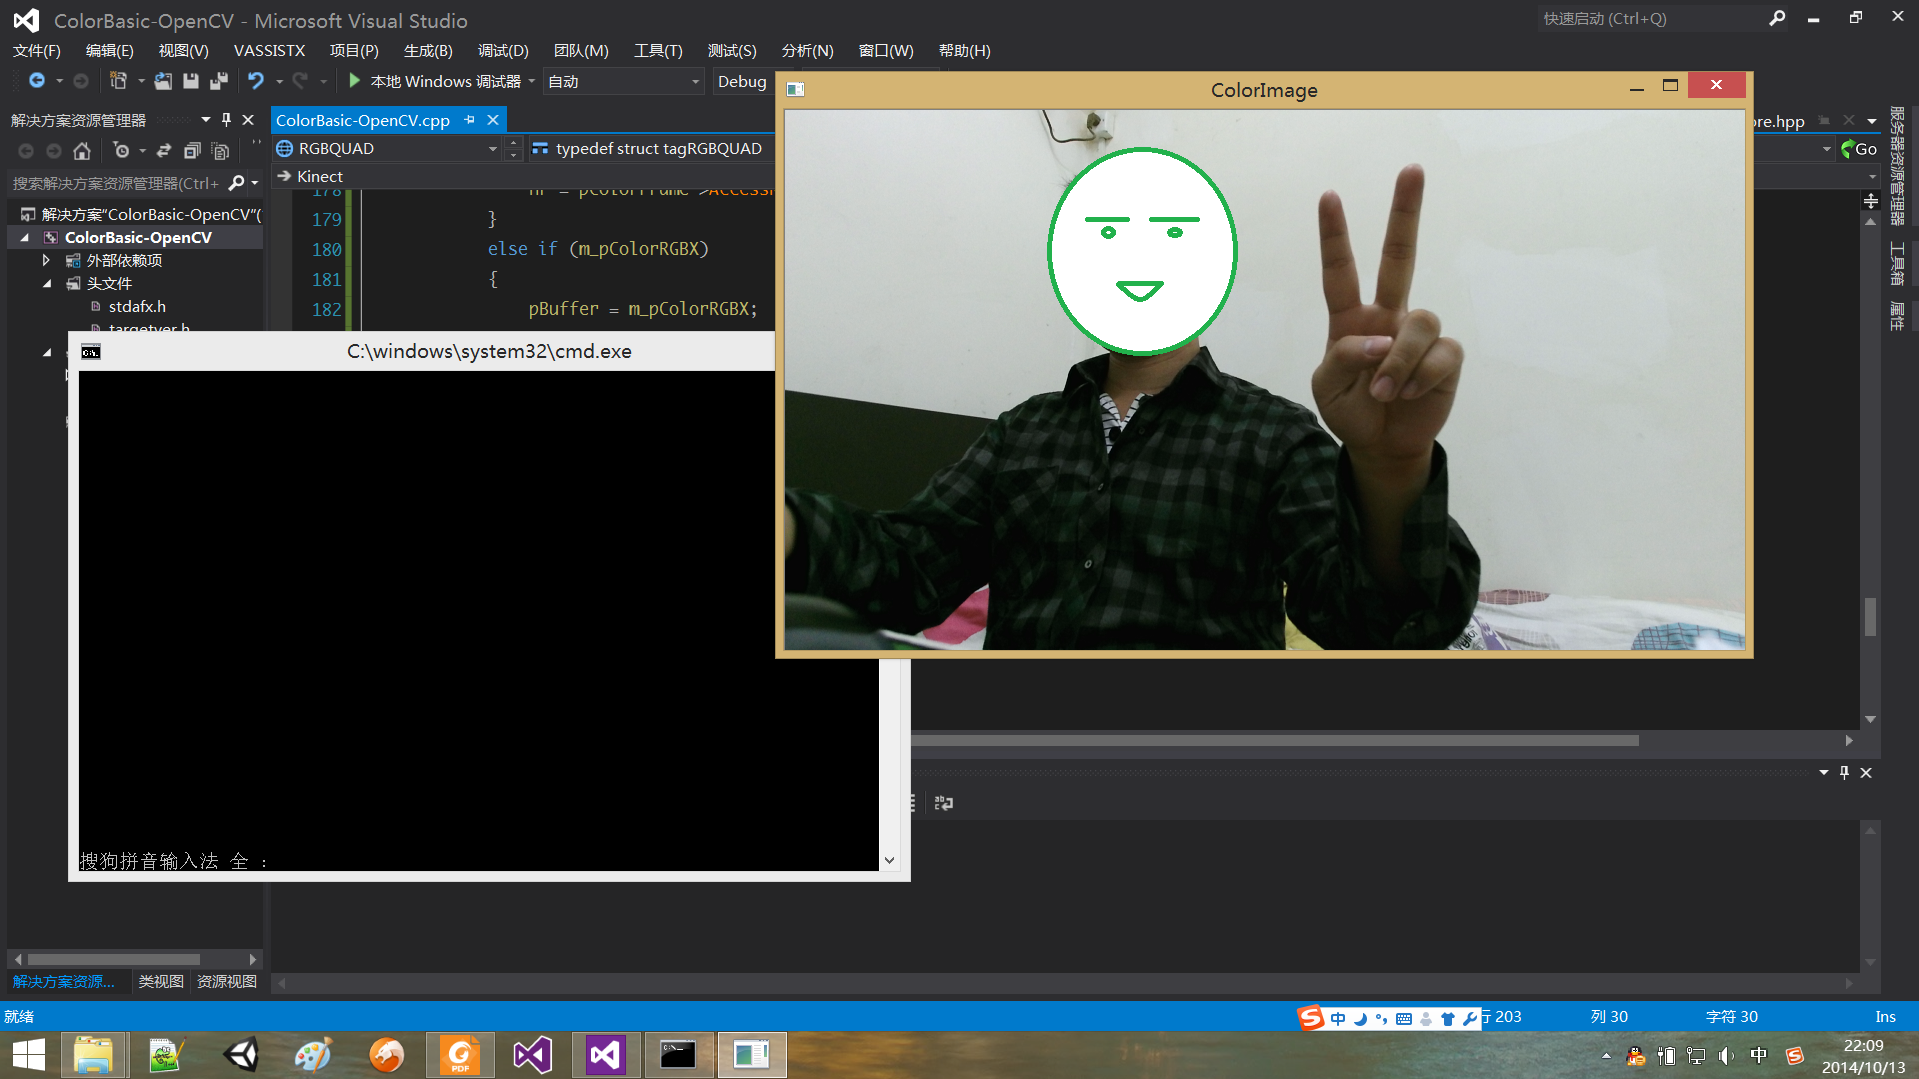 ColorBasic-OpenCV - Microsoft Visual Studio
快速启动 (Ctrl+Q)
文件(F) 编辑(E) 视图(V) VASSISTX 项目(P) 生成(B) 调试(D) 团队(M) 工具(T) 测试(S) 分析(N) 窗口(W) 帮助(H)
本地 Windows 调试器 自动 Debug
ColorImage
解决方案资源管理器
ColorBasic-OpenCV.cpp
ore.hpp
RGBQUAD typedef struct tagRGBQUAD
Go
Kinect
搜索解决方案资源管理器(Ctrl+
解决方案"ColorBasic-OpenCV"(
ColorBasic-OpenCV
外部依赖项
头文件
stdafx.h
targetver.h
178 hr = pColorFrame->Access
179 }
180 else if (m_pColorRGBX)
181 {
182 pBuffer = m_pColorRGBX;
服务器资源管理器
工具箱
属性
C:\windows\system32\cmd.exe
搜狗拼音输入法 全 :
解决方案资源... 类视图 资源视图
就绪
中
行 203 列 30 字符 30 Ins
PDF
中
22:09
2014/10/13